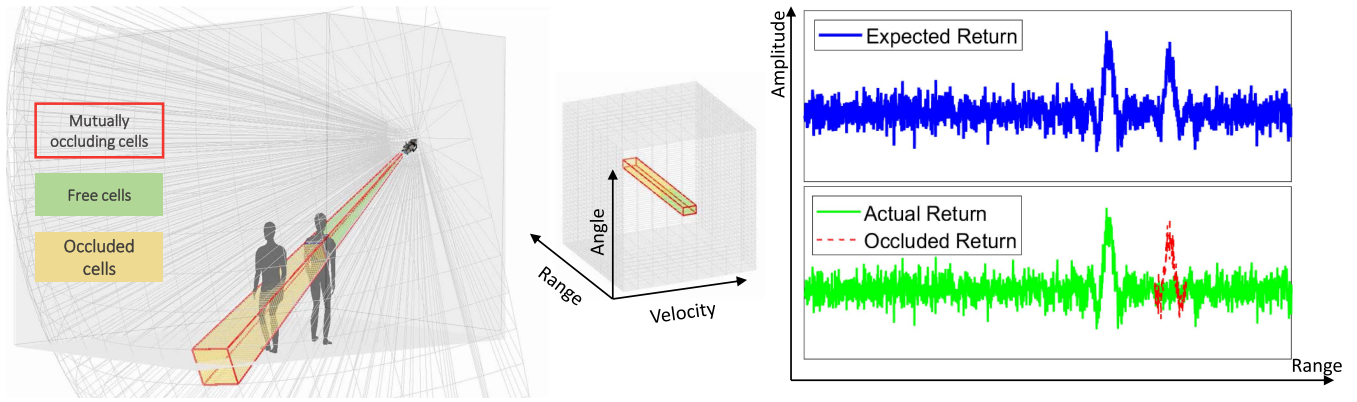 Mutually
occluding cells
Free cells
Occluded
cells
Angle
Range
Velocity
Amplitude
Expected Return
Actual Return
Occluded Return
Range